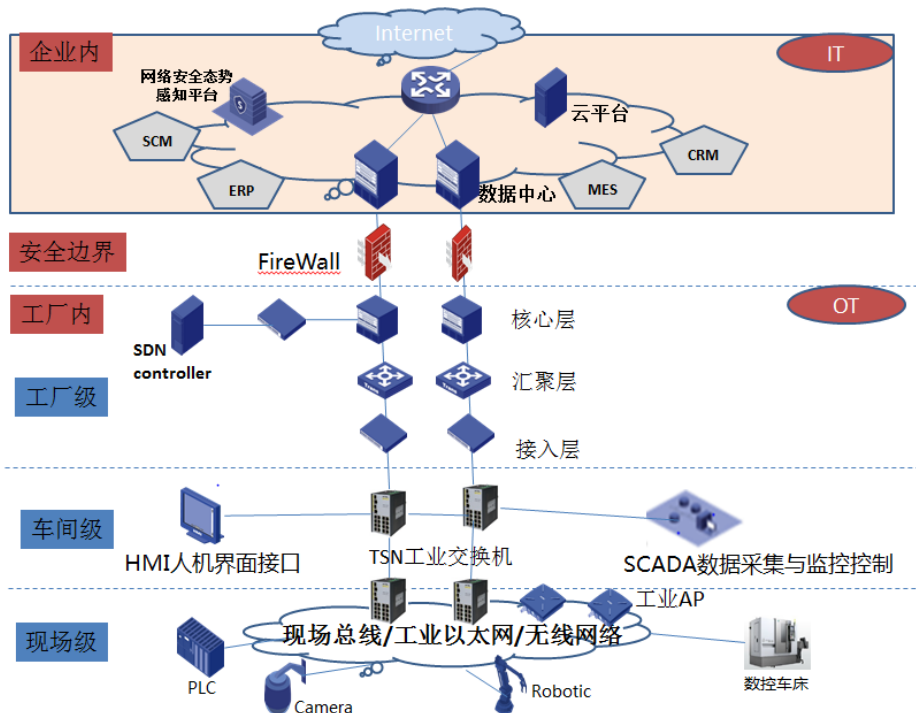 Internet
企业内
IT
网络安全态势
感知平台
云平台
SCM
CRM
ERP
MES
数据中心
安全边界
FireWall
工厂内
OT
核心层
SDN
controller
工厂级
汇聚层
接入层
车间级
HMI人机界面接口
TSN工业交换机
SCADA数据采集与监控控制
工业AP
现场级
现场总线/工业以太网/无线网络
PLC
Camera
Robotic
数控车床